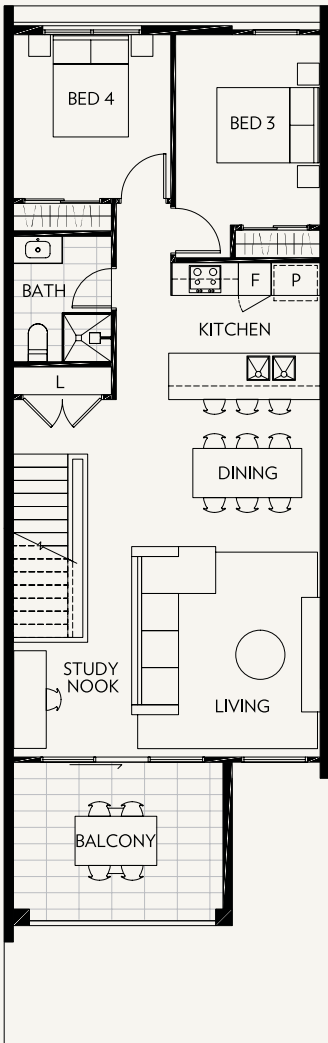 BED 4
BED 3
BATH
F
P
KITCHEN
L
DINING
STUDY
NOOK
LIVING
BALCONY